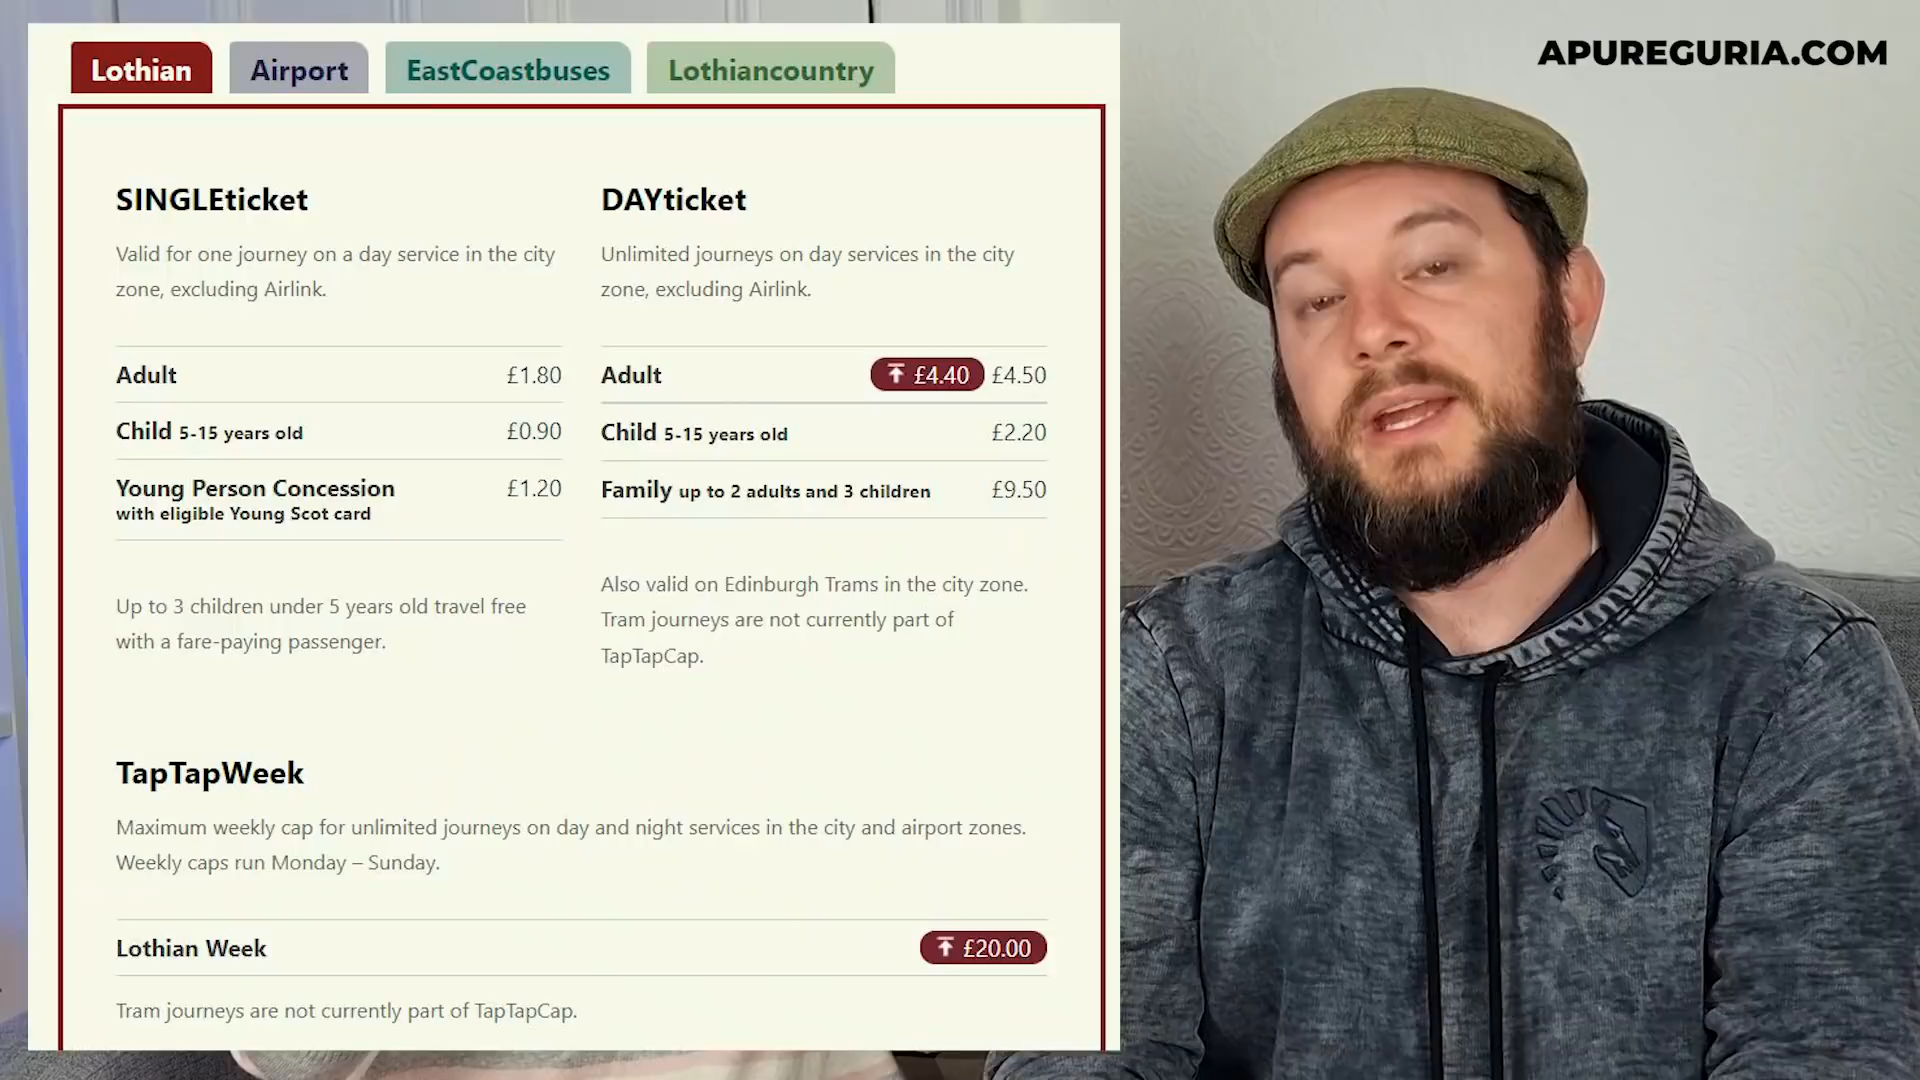 APUREGURIA.COM
Lothian
Airport
EastCoastbuses
Lothiancountry
SINGLEticket
Valid for one journey on a day service in the city
zone, excluding Airlink.
Adult £1.80
Child 5-15 years old £0.90
Young Person Concession £1.20
with eligible Young Scot card
Up to 3 children under 5 years old travel free
with a fare-paying passenger.
DAYticket
Unlimited journeys on day services in the city
zone, excluding Airlink.
Adult £4.40 £4.50
Child 5-15 years old £2.20
Family up to 2 adults and 3 children £9.50
Also valid on Edinburgh Trams in the city zone.
Tram journeys are not currently part of
TapTapCap.
TapTapWeek
Maximum weekly cap for unlimited journeys on day and night services in the city and airport zones.
Weekly caps run Monday – Sunday.
Lothian Week £20.00
Tram journeys are not currently part of TapTapCap.